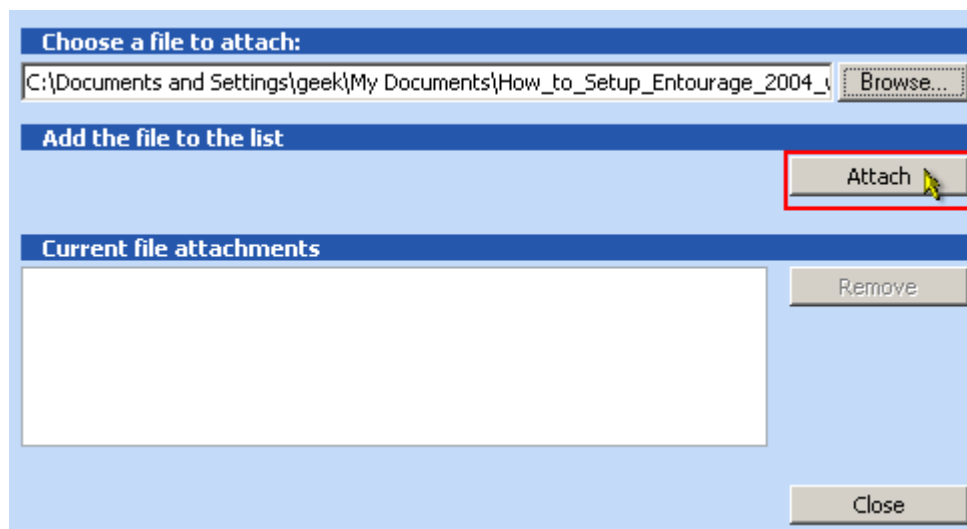 Choose a file to attach:
C:\Documents and Settings\geek\My Documents\How_to_Setup_Entourage_2004_ Browse...
Add the file to the list
Attach
Current file attachments
Remove
Close